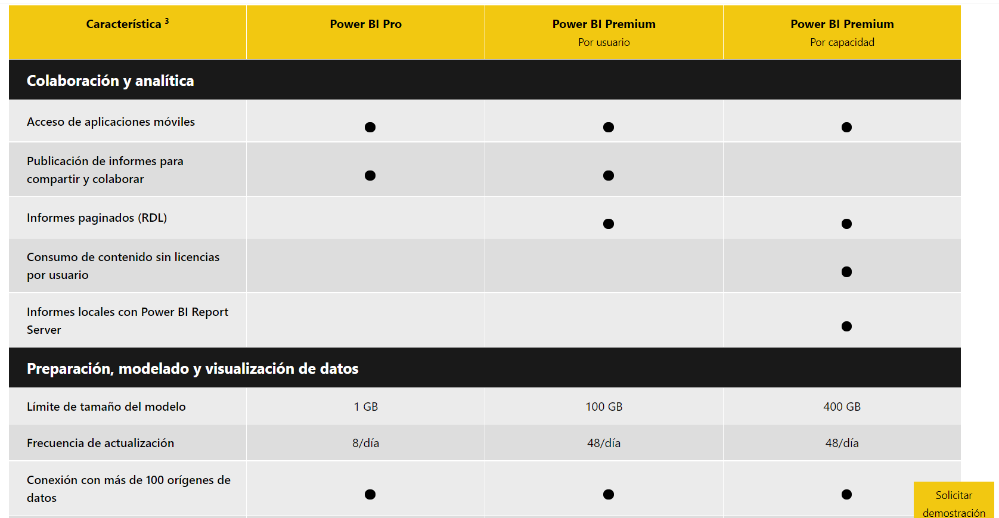 Característica 3
Power BI Pro
Power BI Premium
Por usuario
Power BI Premium
Por capacidad
Colaboración y analítica
Acceso de aplicaciones móviles
Publicación de informes para
compartir y colaborar
Informes paginados (RDL)
Consumo de contenido sin licencias
por usuario
Informes locales con Power BI Report
Server
Preparación, modelado y visualización de datos
Límite de tamaño del modelo
1 GB
100 GB
400 GB
Frecuencia de actualización
8/día
48/día
48/día
Conexión con más de 100 orígenes de
datos
Solicitar
demostración